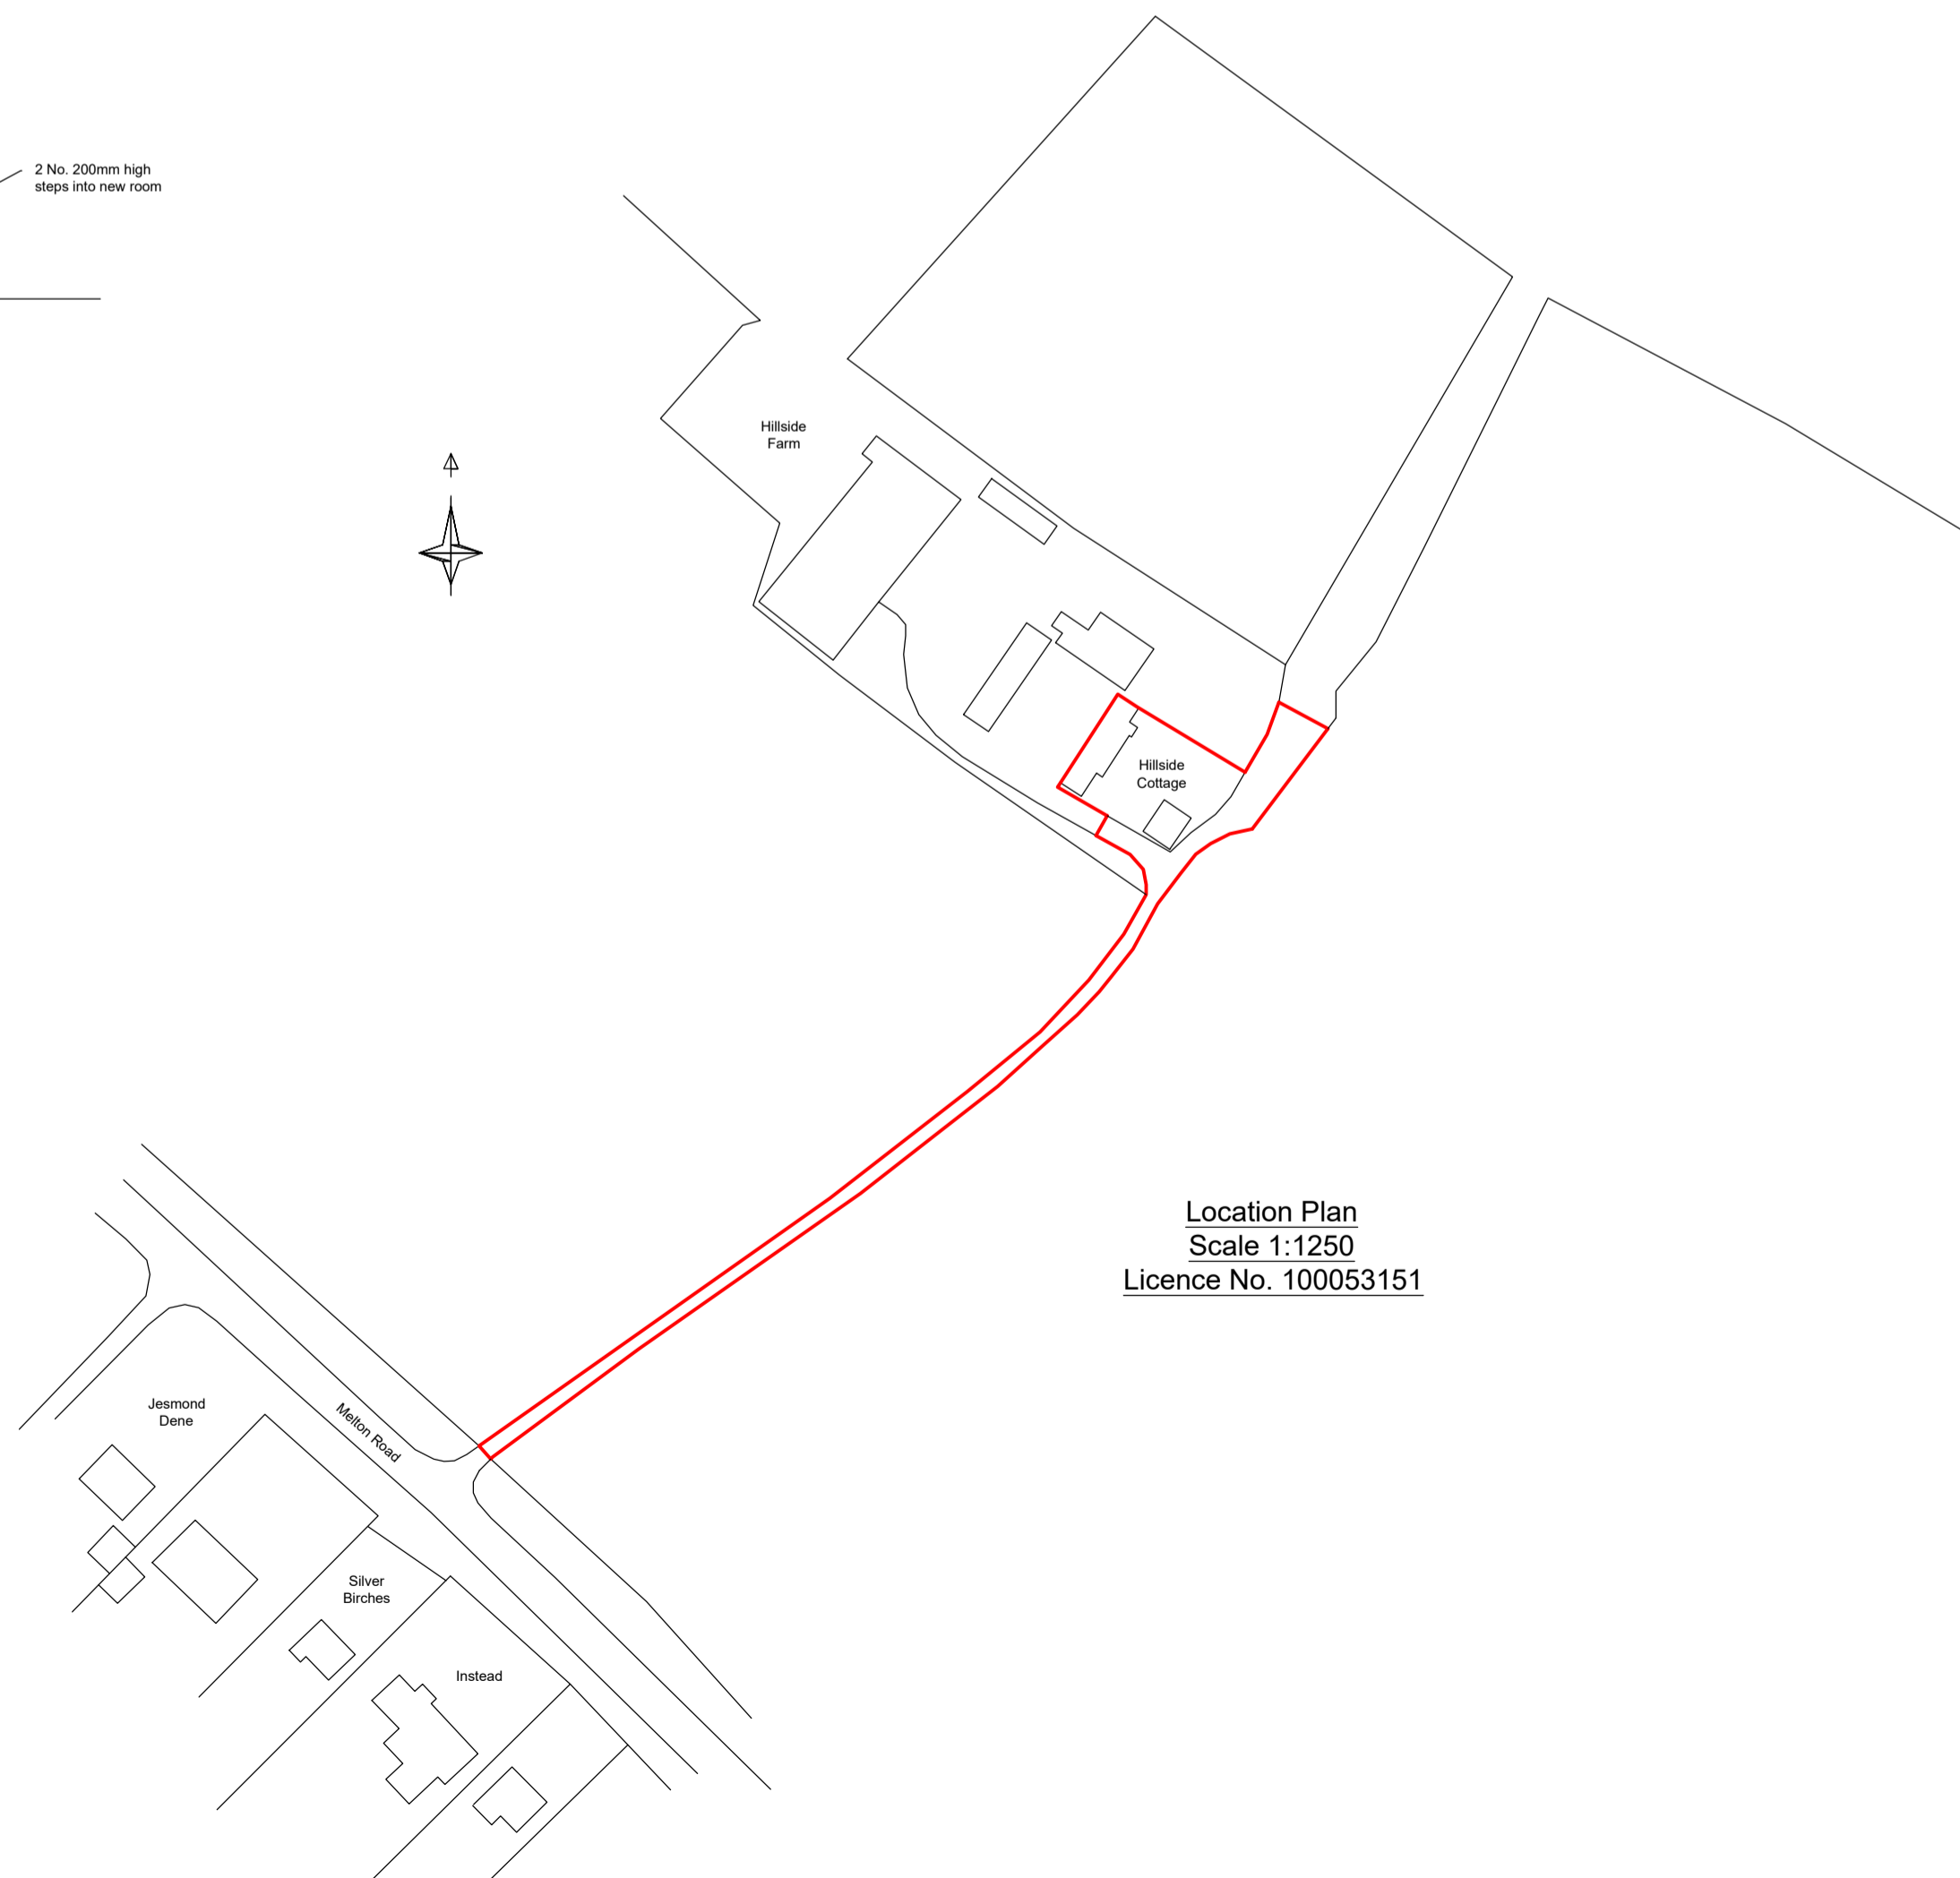 2 No. 200mm high
steps into new room
Hillside
Farm
Hillside
Cottage
Location Plan
Scale 1:1250
Licence No. 100053151
Jesmond
Dene
Melton Road
Silver
Birches
Instead